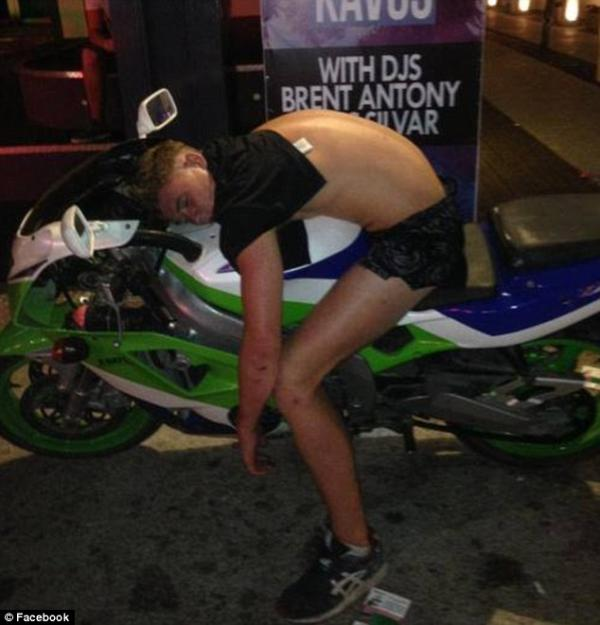 KAVOS
WITH DJS
BRENT ANTONY
SILVAR
© Facebook